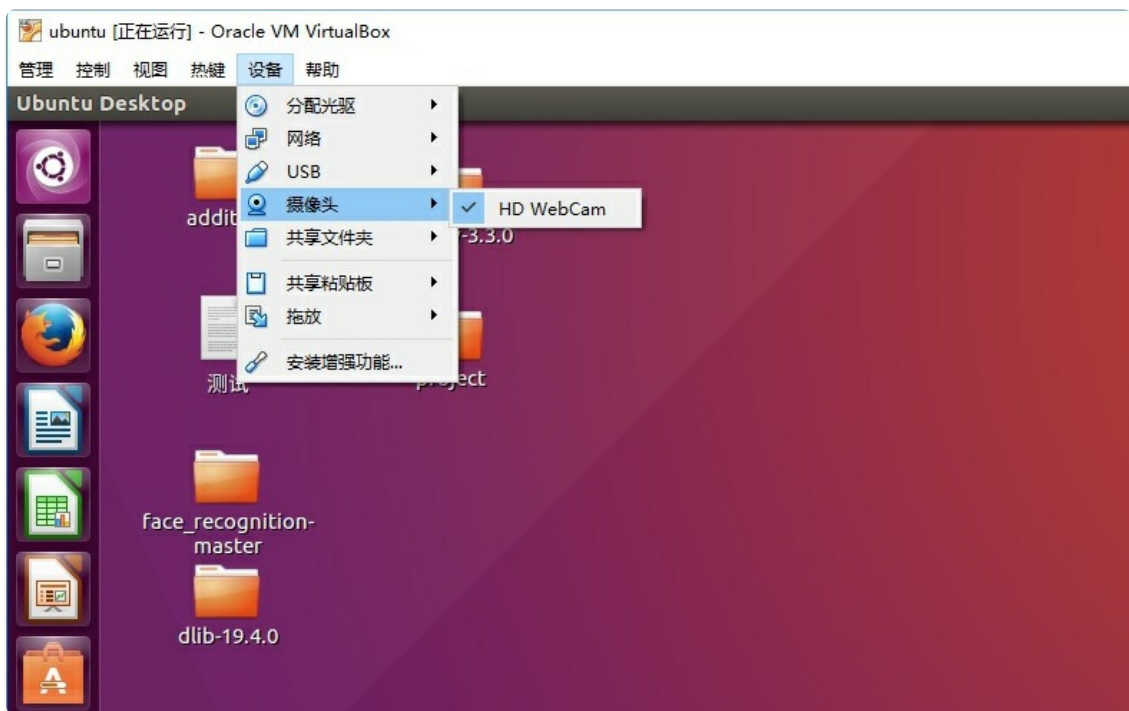 ubuntu [正在运行] - Oracle VM VirtualBox
管理 控制 视图 热键 设备 帮助
Ubuntu Desktop
分配光驱
网络
USB
摄像头
HD WebCam
共享文件夹
共享粘贴板
拖放
安装增强功能...
addit
-3.3.0
测试
ject
face_recognition-
master
dlib-19.4.0